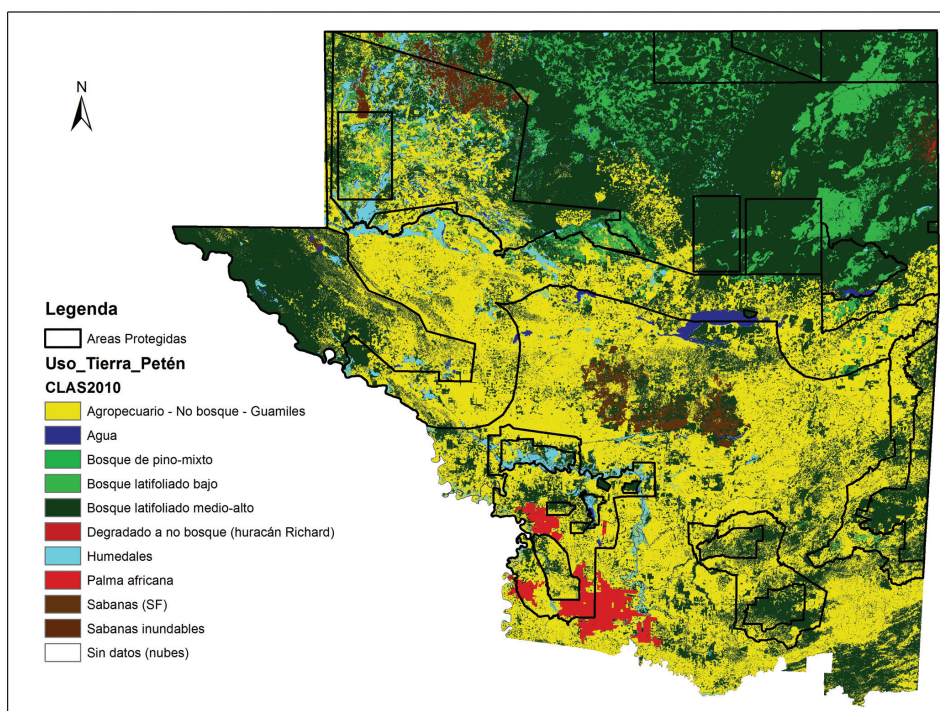 N
Legenda
Areas Protegidas
Uso_Tierra_Petén
CLAS2010
Agropecuario - No bosque - Guamiles
Agua
Bosque de pino-mixto
Bosque latifoliado bajo
Bosque latifoliado medio-alto
Degradado a no bosque (huracán Richard)
Humedales
Palma africana
Sabanas (SF)
Sabanas inundables
Sin datos (nubes)